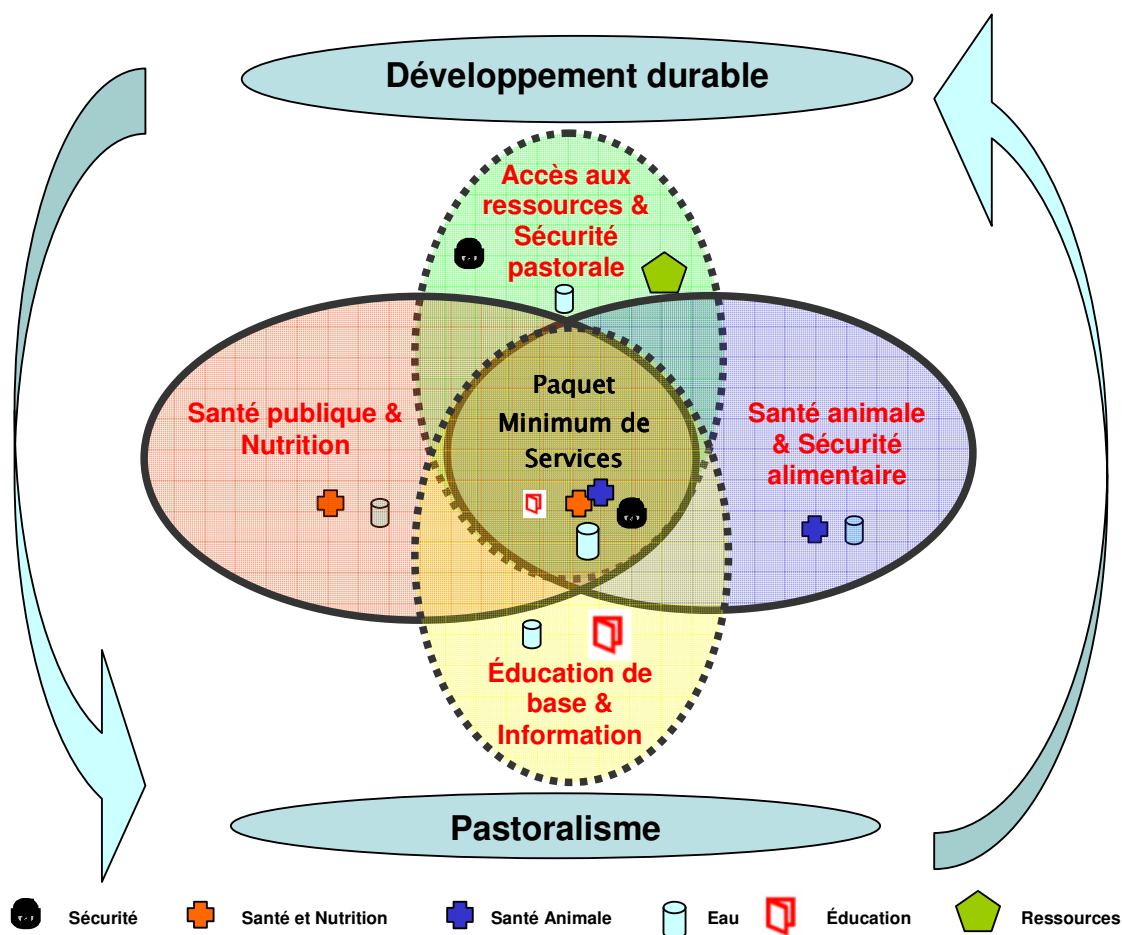 Développement durable
Accès aux
ressources &
Sécurité
pastorale
Paquet
Minimum de
Services
Santé publique &
Nutrition
Santé animale
& Sécurité
alimentaire
Éducation de
base &
Information
Pastoralisme
Sécurité
Santé et Nutrition
Santé Animale
Eau
Éducation
Ressources